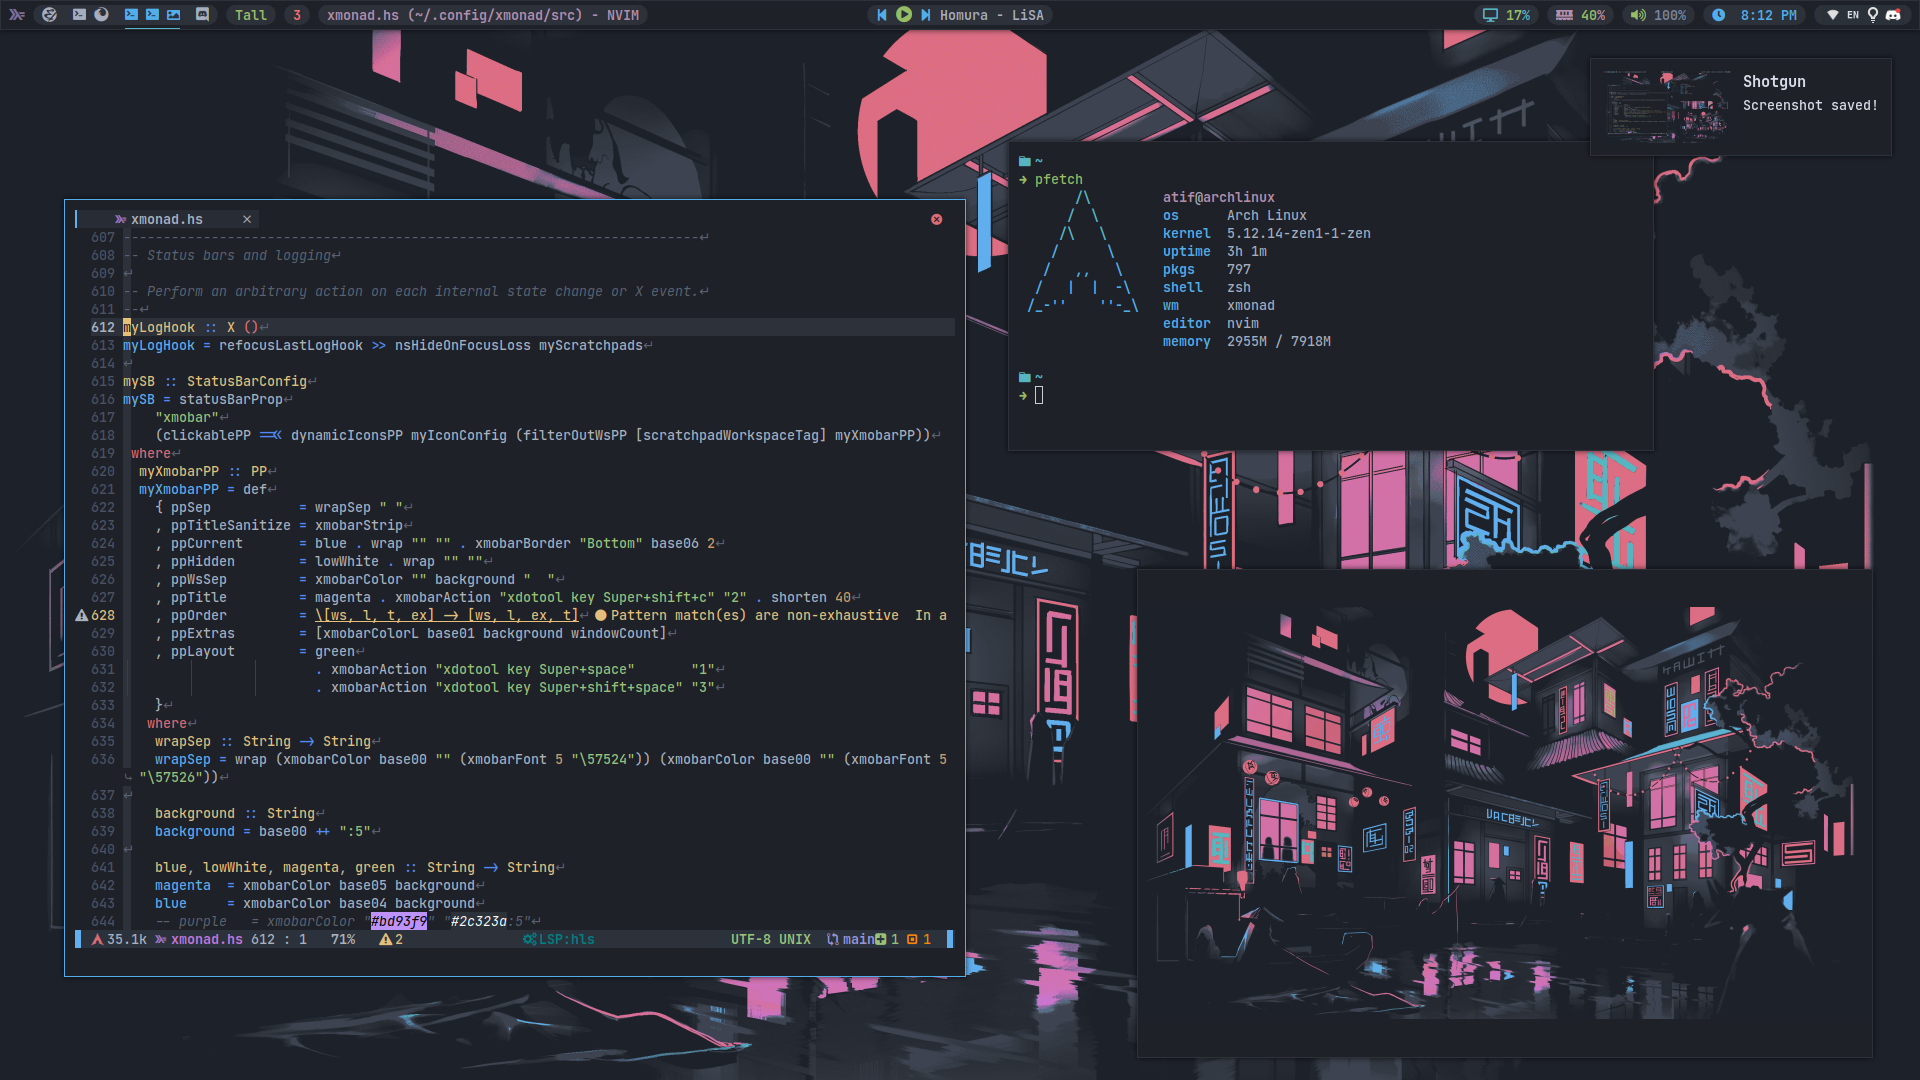 Tall
3
xmonad.hs (~/.config/xmonad/src) - NVIM
Homura - LiSA
17%
40%
100%
8:12 PM
EN
Shotgun
Screenshot saved!
~
➜ pfetch
/\
/  \
/\   \
/      \
/   ,,   \
/   |  |  -\
/_-''    ''-_\
atif@archlinux
os Arch Linux
kernel 5.12.14-zen1-1-zen
uptime 3h 1m
pkgs 797
shell zsh
wm xmonad
editor nvim
memory 2955M / 7918M
~
➜
xmonad.hs ×
607 ------------------------------------------------------------------------↵
608 -- Status bars and logging↵
609 ↵
610 -- Perform an arbitrary action on each internal state change or X event.↵
611 --↵
612 myLogHook :: X ()↵
613 myLogHook = refocusLastLogHook >> nsHideOnFocusLoss myScratchpads↵
614 ↵
615 mySB :: StatusBarConfig↵
616 mySB = statusBarProp↵
617     "xmobar"↵
618     (clickablePP =<< dynamicIconsPP myIconConfig (filterOutWsPP [scratchpadWorkspaceTag] myXmobarPP))↵
619  where↵
620   myXmobarPP :: PP↵
621   myXmobarPP = def↵
622     { ppSep           = wrapSep " "↵
623     , ppTitleSanitize = xmobarStrip↵
624     , ppCurrent       = blue . wrap "" "" . xmobarBorder "Bottom" base06 2↵
625     , ppHidden        = lowWhite . wrap "" ""↵
626     , ppWsSep         = xmobarColor "" background "  "↵
627     , ppTitle         = magenta . xmobarAction "xdotool key Super+shift+c" "2" . shorten 40↵
628     , ppOrder         = \[ws, l, t, ex] -> [ws, l, ex, t]↵ ● Pattern match(es) are non-exhaustive  In a
629     , ppExtras        = [xmobarColorL base01 background windowCount]↵
630     , ppLayout        = green↵
631                         . xmobarAction "xdotool key Super+space"       "1"↵
632                         . xmobarAction "xdotool key Super+shift+space" "3"↵
633     }↵
634    where↵
635     wrapSep :: String -> String↵
636     wrapSep = wrap (xmobarColor base00 "" (xmobarFont 5 "\57524")) (xmobarColor base00 "" (xmobarFont 5
"\57526"))↵
637 ↵
638     background :: String↵
639     background = base00 ++ ":5"↵
640 ↵
641     blue, lowWhite, magenta, green :: String -> String↵
642     magenta  = xmobarColor base05 background↵
643     blue     = xmobarColor base04 background↵
644     -- purple   = xmobarColor "#bd93f9" "#2c323a:5"↵
35.1k xmonad.hs 612 : 1 71% 2 LSP:hls UTF-8 UNIX main 1 1